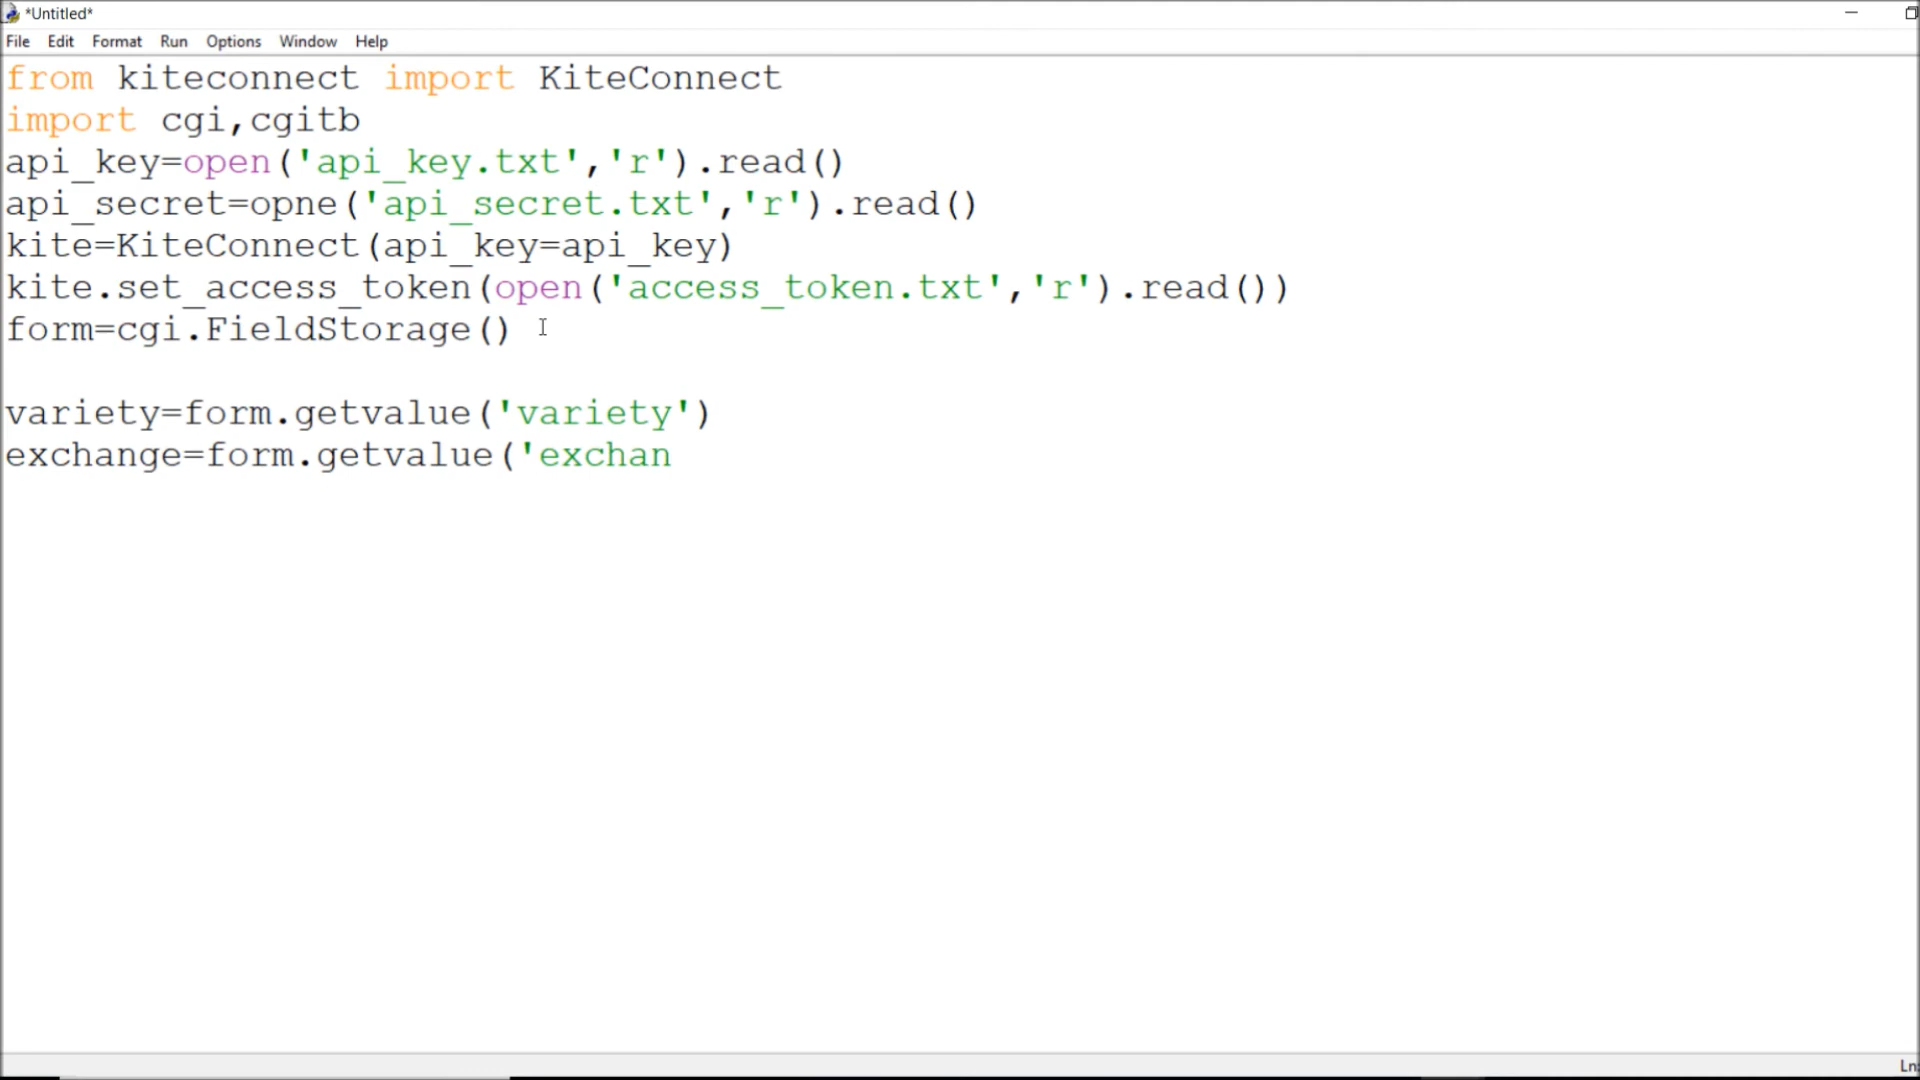 *Untitled*
File Edit Format Run Options Window Help
from kiteconnect import KiteConnect
import cgi,cgitb
api_key=open('api_key.txt','r').read()
api_secret=opne('api_secret.txt','r').read()
kite=KiteConnect(api_key=api_key)
kite.set_access_token(open('access_token.txt','r').read())
form=cgi.FieldStorage()
variety=form.getvalue('variety')
exchange=form.getvalue('exchan
Ln